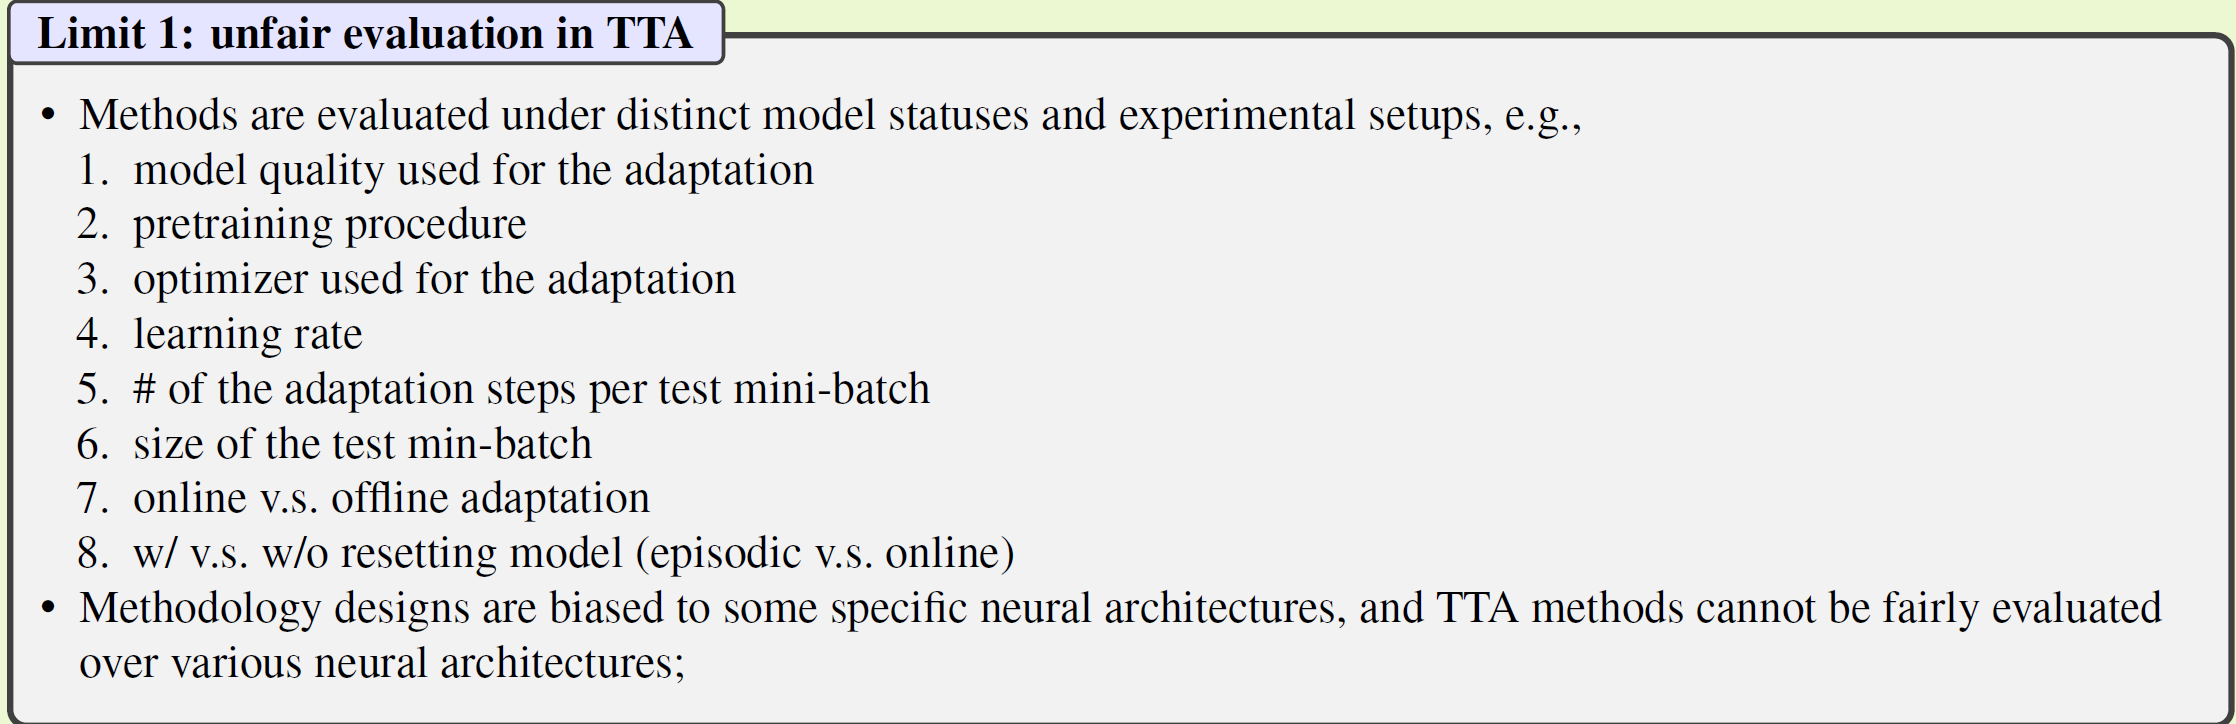 Limit 1: unfair evaluation in TTA
• Methods are evaluated under distinct model statuses and experimental setups, e.g.,
1. model quality used for the adaptation
2. pretraining procedure
3. optimizer used for the adaptation
4. learning rate
5. # of the adaptation steps per test mini-batch
6. size of the test min-batch
7. online v.s. offline adaptation
8. w/ v.s. w/o resetting model (episodic v.s. online)
• Methodology designs are biased to some specific neural architectures, and TTA methods cannot be fairly evaluated
over various neural architectures;